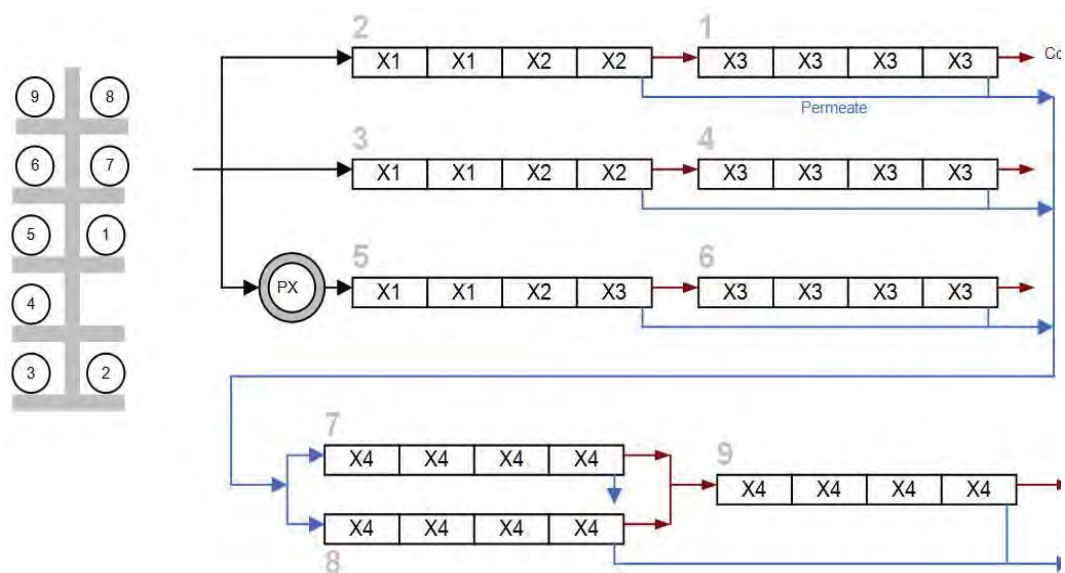 2 1
X1 X1 X2 X2 X3 X3 X3 X3 Co
Permeate
9 8
6 7
5 1
4
3 2
3 4
X1 X1 X2 X2 X3 X3 X3 X3
5 6
PX X1 X1 X2 X3 X3 X3 X3 X3
7
X4 X4 X4 X4
9
X4 X4 X4 X4
X4 X4 X4 X4
8